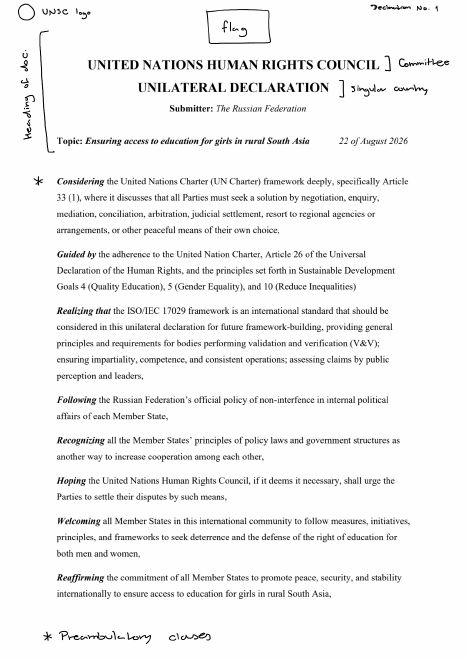 UNSC logo
Declaration No. 1
flag
Heading of doc.
UNITED NATIONS HUMAN RIGHTS COUNCIL ] Committee
UNILATERAL DECLARATION ] singular country
Submitter: The Russian Federation
Topic: Ensuring access to education for girls in rural South Asia 22 of August 2026
* Considering the United Nations Charter (UN Charter) framework deeply, specifically Article
33 (1), where it discusses that all Parties must seek a solution by negotiation, enquiry,
mediation, conciliation, arbitration, judicial settlement, resort to regional agencies or
arrangements, or other peaceful means of their own choice,
Guided by the adherence to the United Nation Charter, Article 26 of the Universal
Declaration of the Human Rights, and the principles set forth in Sustainable Development
Goals 4 (Quality Education), 5 (Gender Equality), and 10 (Reduce Inequalities)
Realizing that the ISO/IEC 17029 framework is an international standard that should be
considered in this unilateral declaration for future framework-building, providing general
principles and requirements for bodies performing validation and verification (V&V);
ensuring impartiality, competence, and consistent operations; assessing claims by public
perception and leaders,
Following the Russian Federation's official policy of non-interfence in internal political
affairs of each Member State,
Recognizing all the Member States' principles of policy laws and government structures as
another way to increase cooperation among each other,
Hoping the United Nations Human Rights Council, if it deems it necessary, shall urge the
Parties to settle their disputes by such means,
Welcoming all Member States in this international community to follow measures, initiatives,
principles, and frameworks to seek deterrence and the defense of the right of education for
both men and women,
Reaffirming the commitment of all Member States to promote peace, security, and stability
internationally to ensure access to education for girls in rural South Asia,
* Preambulatory clauses